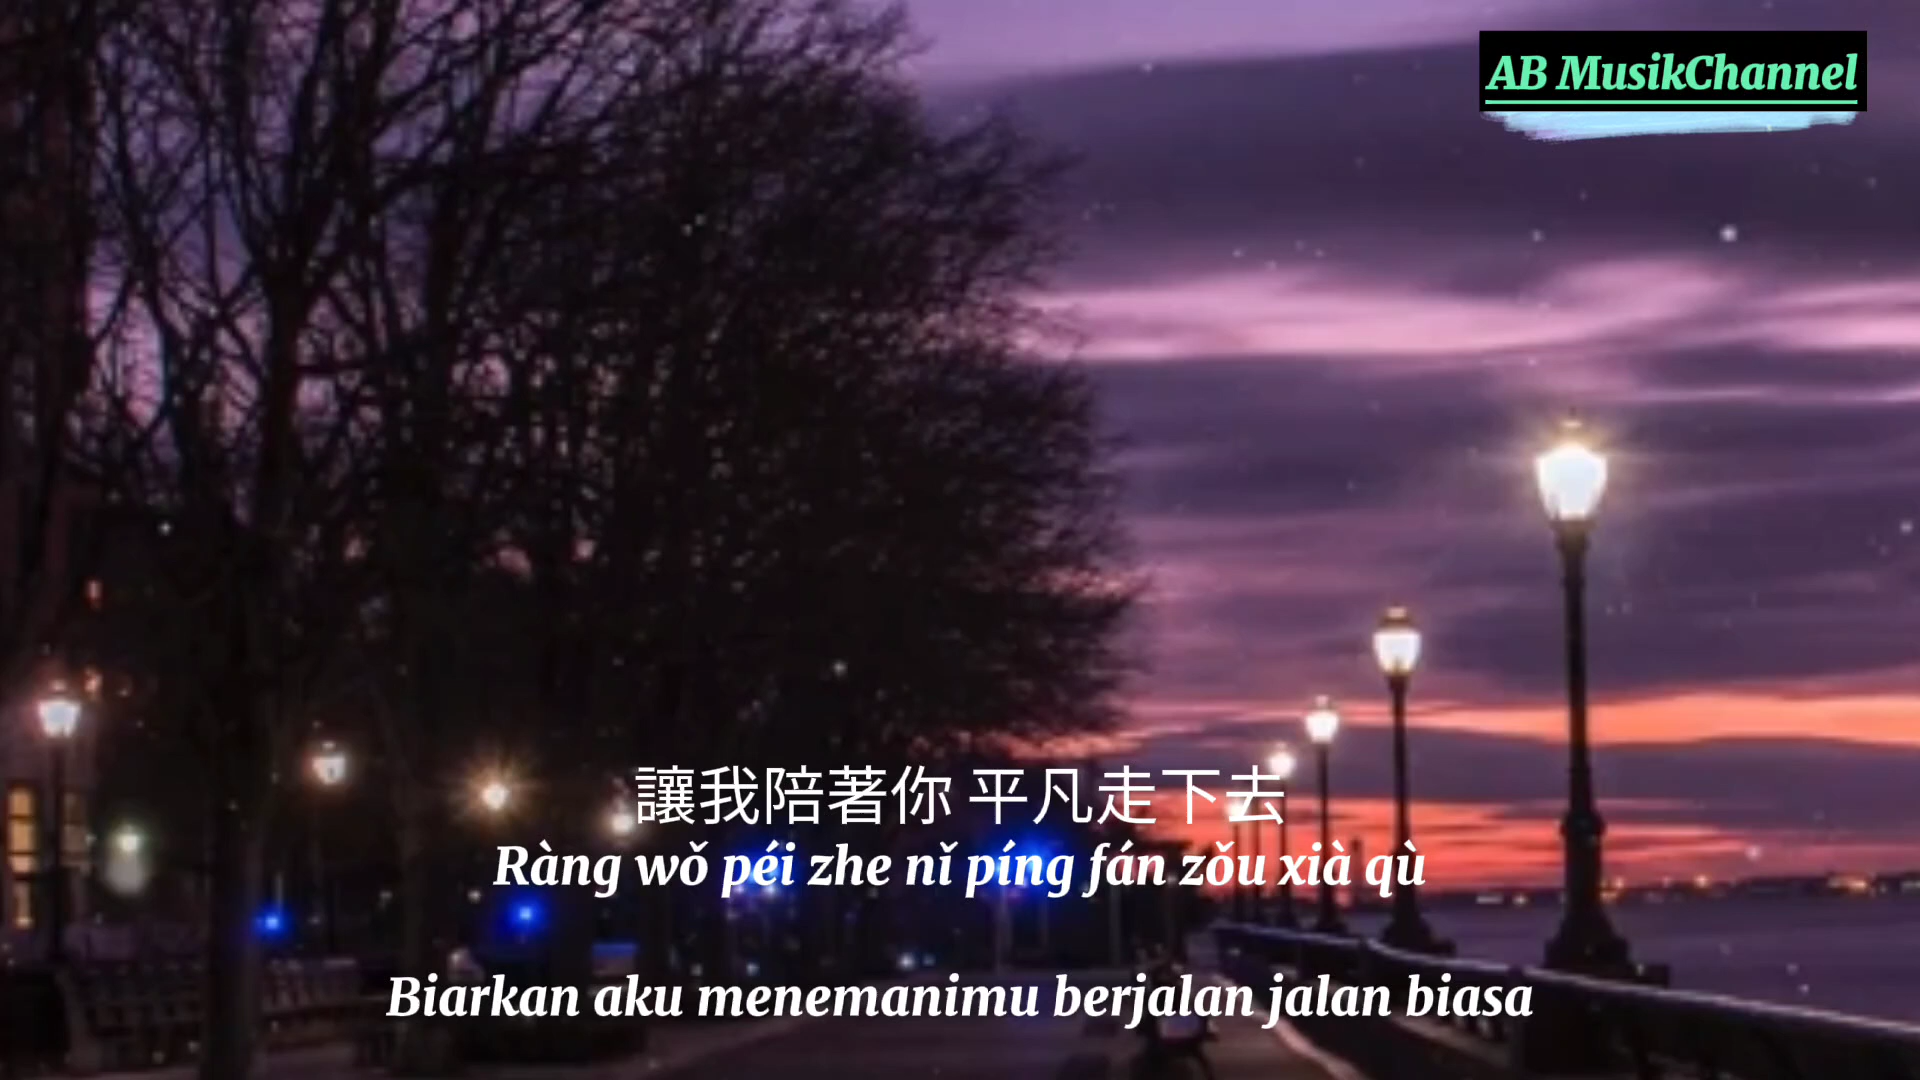 AB MusikChannel
讓我陪著你 平凡走下去
Ràng wǒ péi zhe nǐ píng fán zǒu xià qù
Biarkan aku menemanimu berjalan jalan biasa